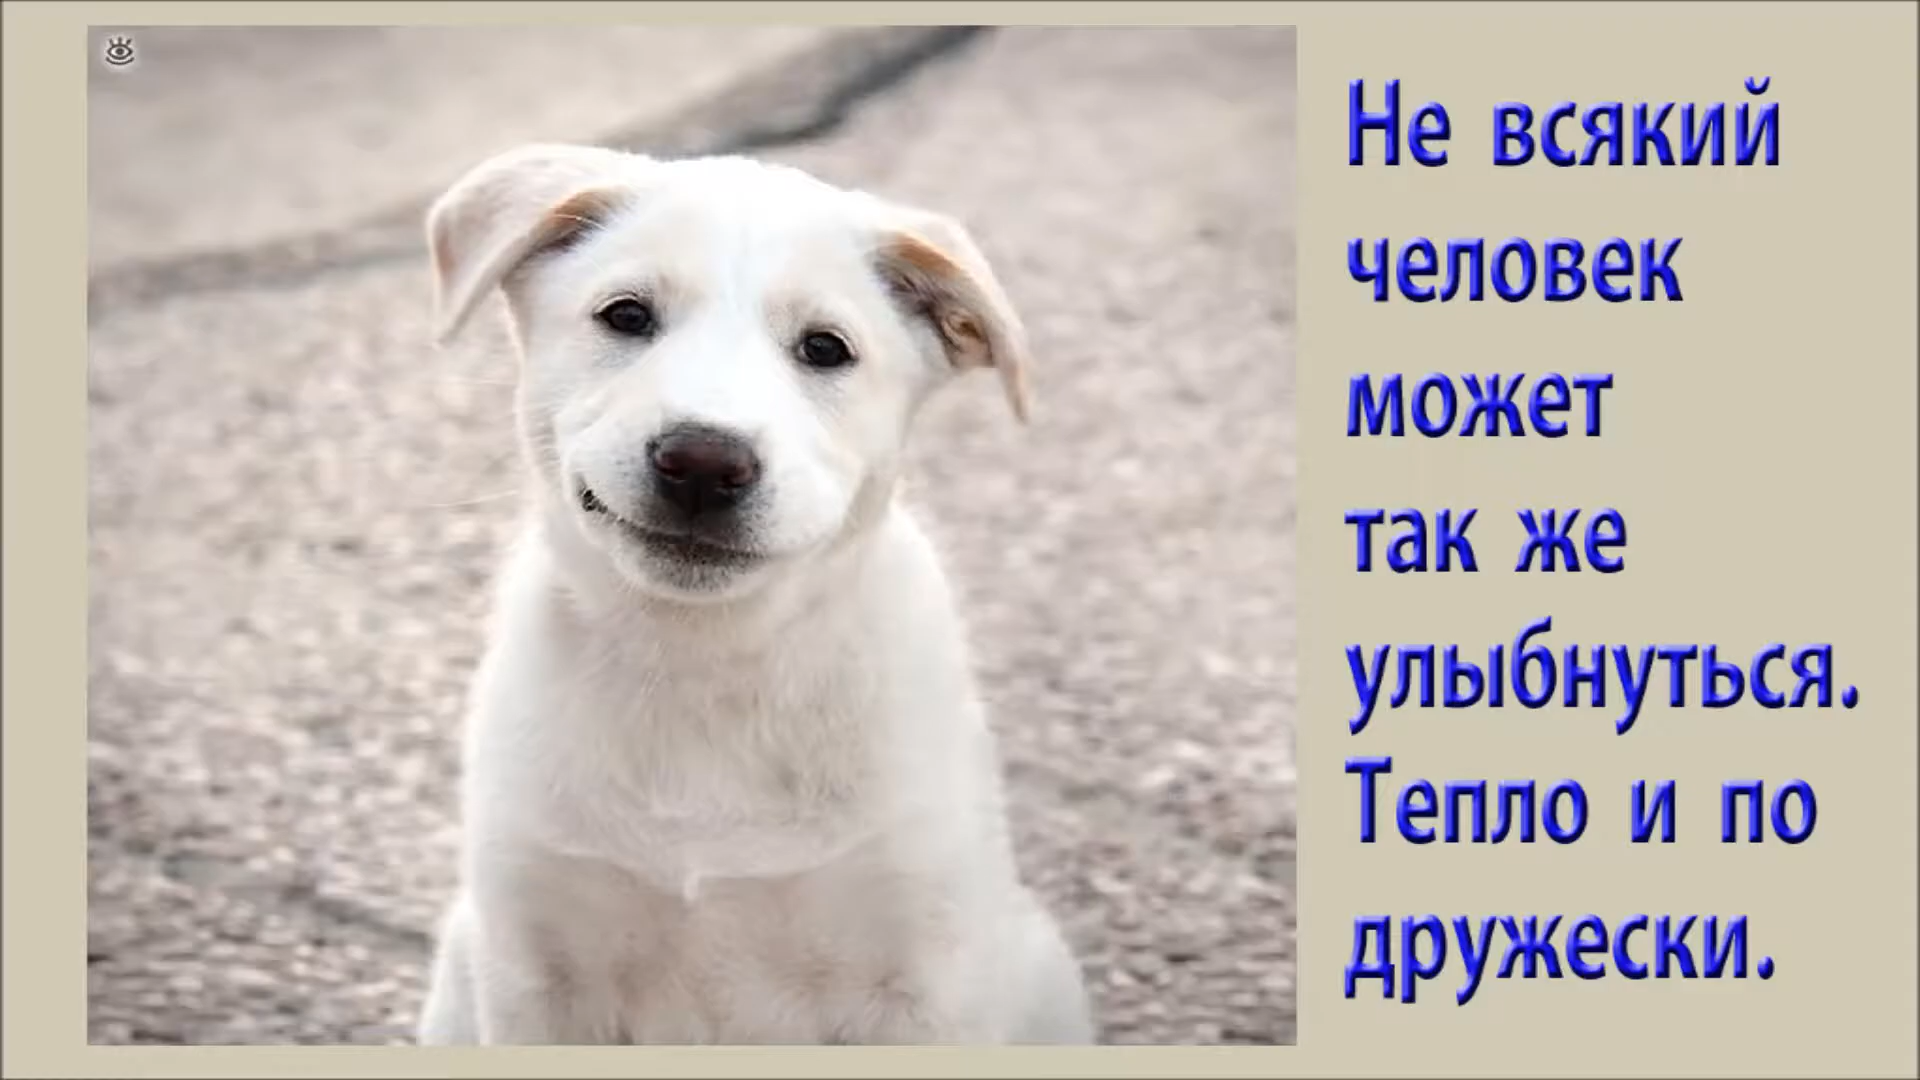 Не всякий
человек
может
так же
улыбнуться.
Тепло и по
дружески.